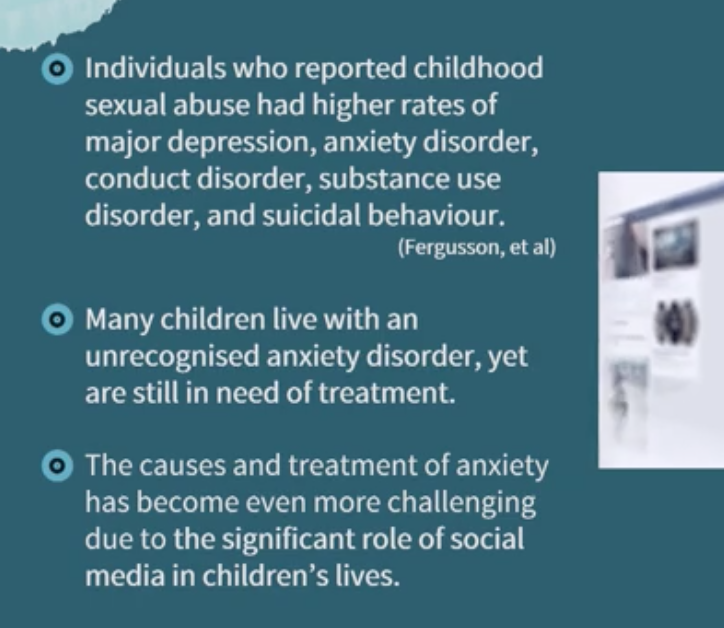 Individuals who reported childhood
sexual abuse had higher rates of
major depression, anxiety disorder,
conduct disorder, substance use
disorder, and suicidal behaviour.
(Fergusson, et al)
Many children live with an
unrecognised anxiety disorder, yet
are still in need of treatment.
The causes and treatment of anxiety
has become even more challenging
due to the significant role of social
media in children's lives.